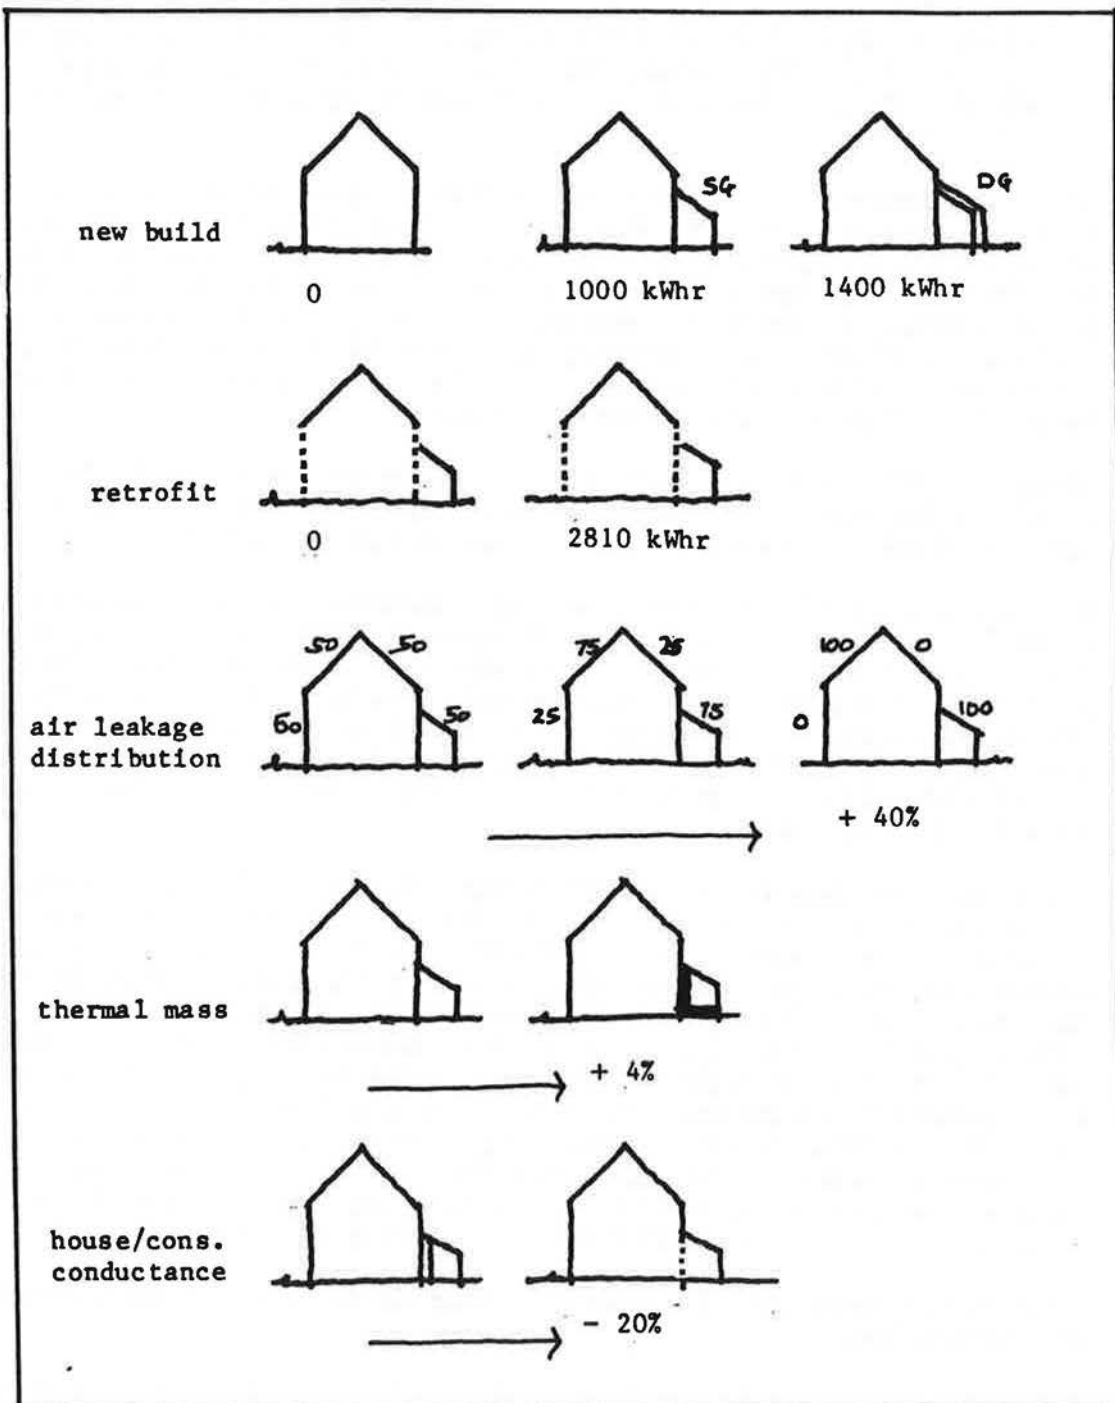 SG
DG
new build
0
1000 kWhr
1400 kWhr
retrofit
0
2810 kWhr
50 50
75 25
100 0
50 50
25 75
0 100
air leakage
distribution
+ 40%
thermal mass
+ 4%
house/cons.
conductance
- 20%